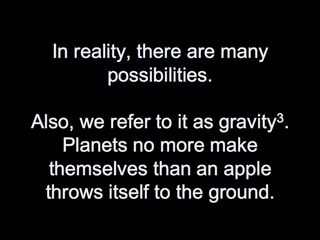 In reality, there are many
possibilities.
Also, we refer to it as gravity³.
Planets no more make
themselves than an apple
throws itself to the ground.